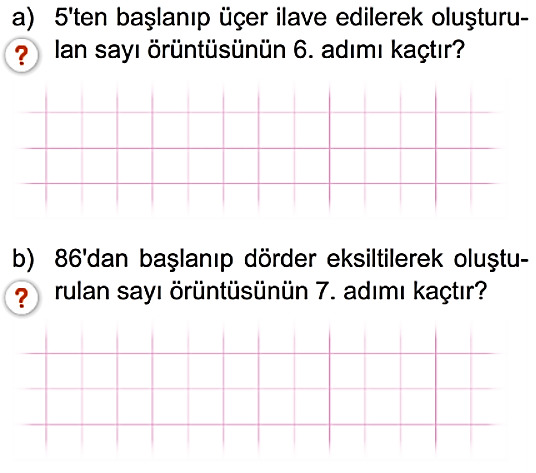 a) 5'ten başlanıp üçer ilave edilerek oluşturu-
? lan sayı örüntüsünün 6. adımı kaçtır?
b) 86'dan başlanıp dörder eksiltilerek oluştu-
? rulan sayı örüntüsünün 7. adımı kaçtır?